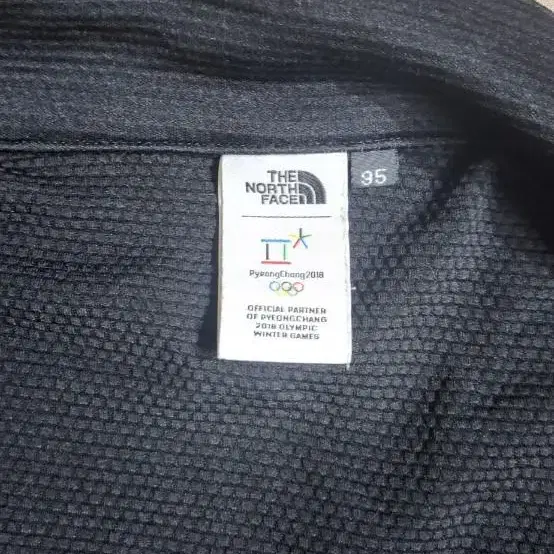 THE
NORTH
FACE
95
PyeongChang2018
OFFICIAL PARTNER
OF PYEONGCHANG
2018 OLYMPIC
WINTER GAMES